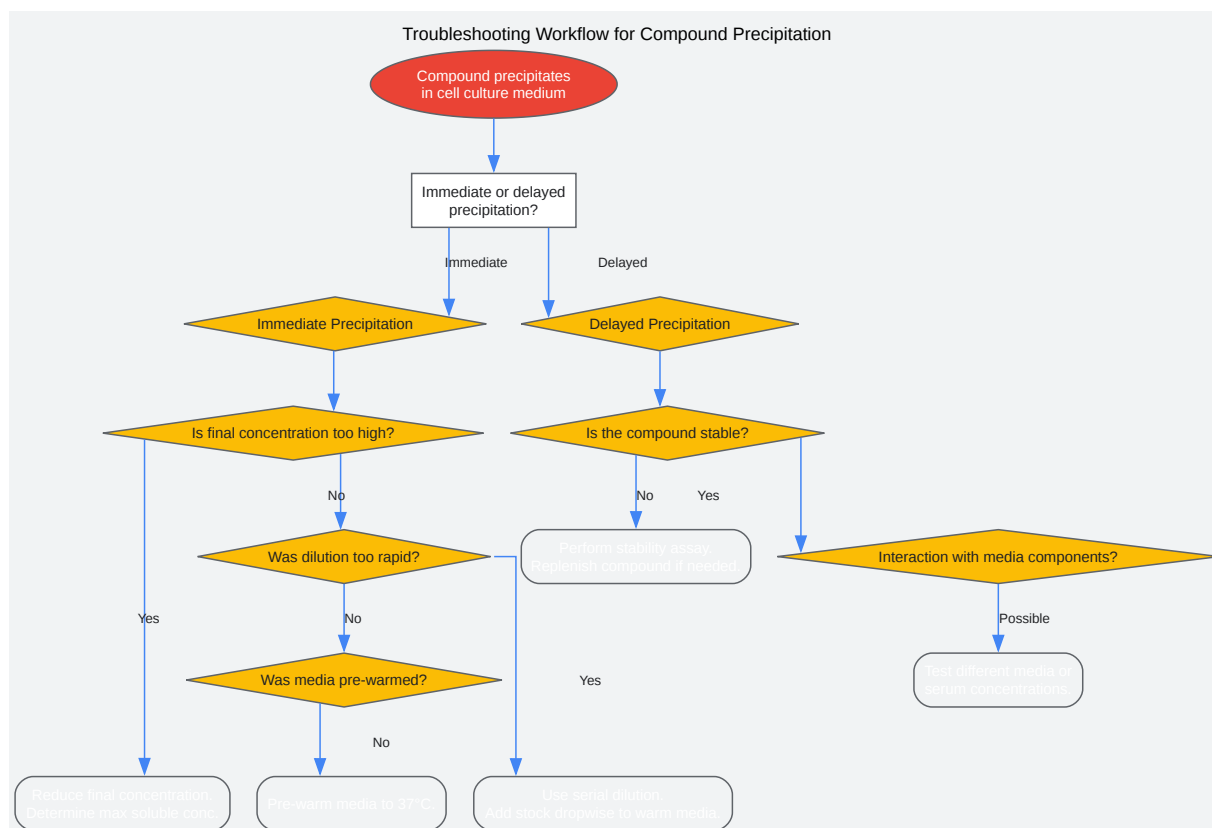 Troubleshooting Workflow for Compound Precipitation
Compound precipitates
in cell culture medium
Immediate or delayed
precipitation?
Immediate
Delayed
Immediate Precipitation
Delayed Precipitation
Is final concentration too high?
Is the compound stable?
No
No
Yes
Was dilution too rapid?
Perform stability assay.
Replenish compound if needed.
Interaction with media components?
Yes
No
Possible
Was media pre-warmed?
Yes
Test different media or
serum concentrations.
No
Reduce final concentration.
Determine max soluble conc.
Pre-warm media to 37°C.
Use serial dilution.
Add stock dropwise to warm media.